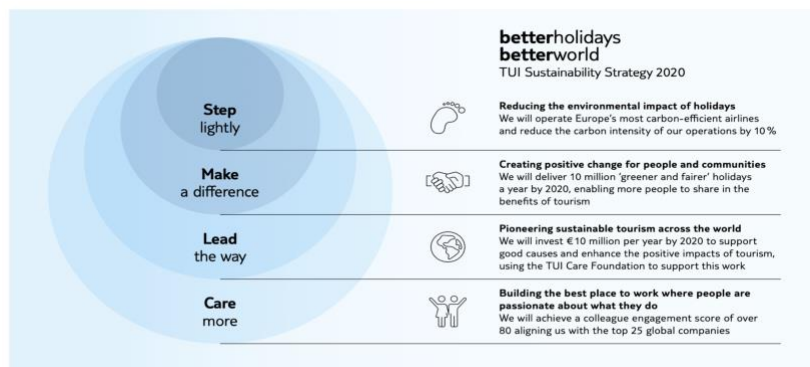 betterholidays
betterworld
TUI Sustainability Strategy 2020
Step
lightly
Reducing the environmental impact of holidays
We will operate Europe's most carbon-efficient airlines
and reduce the carbon intensity of our operations by 10 %
Make
a difference
Creating positive change for people and communities
We will deliver 10 million 'greener and fairer' holidays
a year by 2020, enabling more people to share in the
benefits of tourism
Lead
the way
Pioneering sustainable tourism across the world
We will invest €10 million per year by 2020 to support
good causes and enhance the positive impacts of tourism,
using the TUI Care Foundation to support this work
Care
more
Building the best place to work where people are
passionate about what they do
We will achieve a colleague engagement score of over
80 aligning us with the top 25 global companies